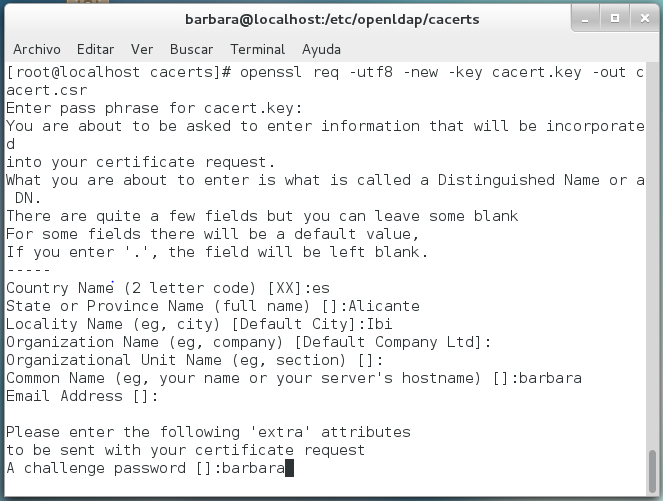 barbara@localhost:/etc/openldap/cacerts
Archivo Editar Ver Buscar Terminal Ayuda
[root@localhost cacerts]# openssl req -utf8 -new -key cacert.key -out c
acert.csr
Enter pass phrase for cacert.key:
You are about to be asked to enter information that will be incorporate
d
into your certificate request.
What you are about to enter is what is called a Distinguished Name or a
 DN.
There are quite a few fields but you can leave some blank
For some fields there will be a default value,
If you enter '.', the field will be left blank.
-----
Country Name (2 letter code) [XX]:es
State or Province Name (full name) []:Alicante
Locality Name (eg, city) [Default City]:Ibi
Organization Name (eg, company) [Default Company Ltd]:
Organizational Unit Name (eg, section) []:
Common Name (eg, your name or your server's hostname) []:barbara
Email Address []:
Please enter the following 'extra' attributes
to be sent with your certificate request
A challenge password []:barbara